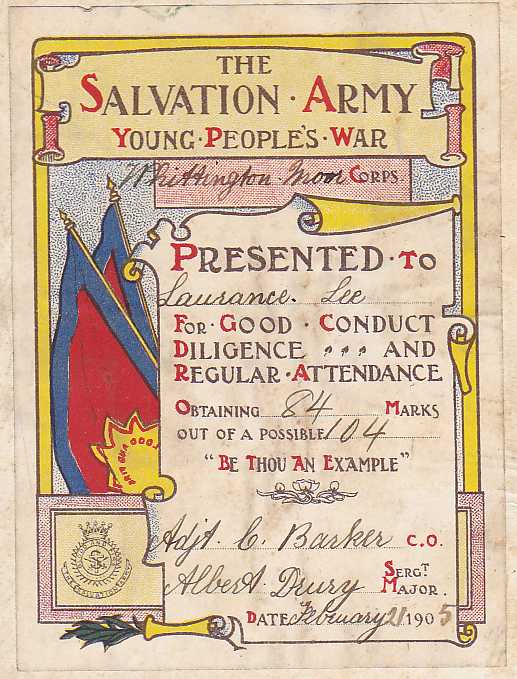 THE
SALVATION · ARMY
YOUNG · PEOPLE'S · WAR
Whittington Moor CORPS
PRESENTED · TO
Laurance. Lee
FOR · GOOD · CONDUCT
DILIGENCE , , , AND
REGULAR · ATTENDANCE
OBTAINING 84 MARKS
OUT OF A POSSIBLE 104
"BE THOU AN EXAMPLE"
Adjt. C. Barker C.O.
Albert Drury SERGT MAJOR.
DATE February 21 1905